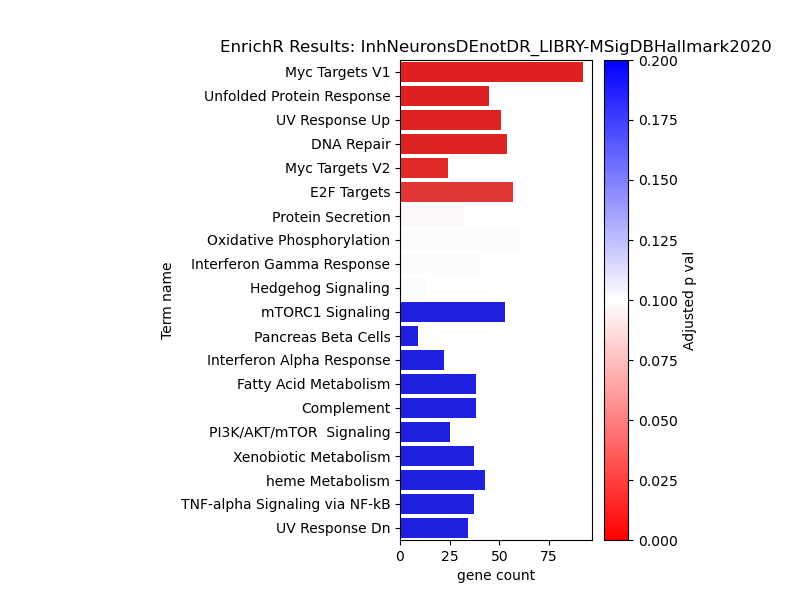 EnrichR Results: InhNeuronsDEnotDR_LIBRY-MSigDBHallmark2020
Myc Targets V1
Unfolded Protein Response
UV Response Up
DNA Repair
Myc Targets V2
E2F Targets
Protein Secretion
Oxidative Phosphorylation
Interferon Gamma Response
Hedgehog Signaling
mTORC1 Signaling
Pancreas Beta Cells
Interferon Alpha Response
Fatty Acid Metabolism
Complement
PI3K/AKT/mTOR  Signaling
Xenobiotic Metabolism
heme Metabolism
TNF-alpha Signaling via NF-kB
UV Response Dn
Term name
0 25 50 75
gene count
0.200
0.175
0.150
0.125
0.100
0.075
0.050
0.025
0.000
Adjusted p val